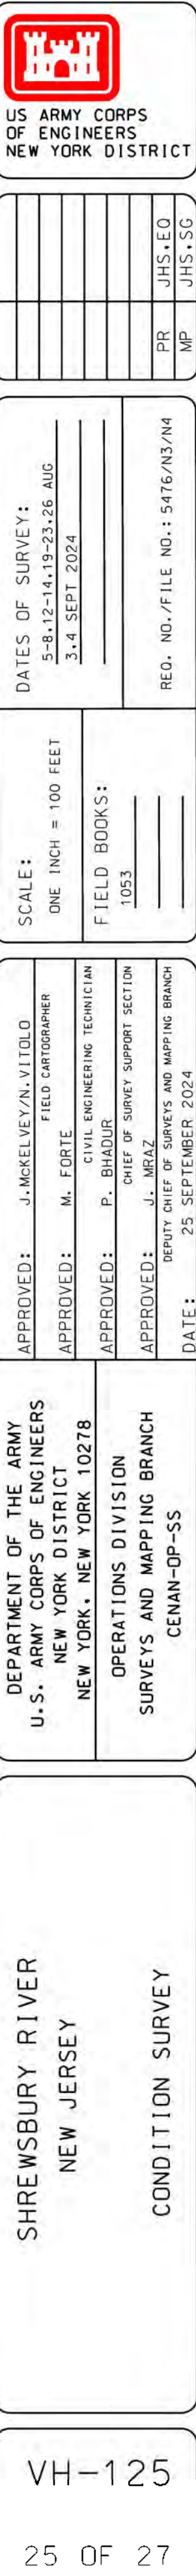 US ARMY CORPS
OF ENGINEERS
NEW YORK DISTRICT
PR JHS,EQ
MP JHS,SG
DATES OF SURVEY:
5-8,12-14,19-23,26 AUG
3,4 SEPT 2024
REQ. NO./FILE NO.: 5476/N3/N4
SCALE:
ONE INCH = 100 FEET
FIELD BOOKS:
1053
APPROVED: J.McKELVEY/N.VITOLO
FIELD CARTOGRAPHER
APPROVED: M. FORTE
CIVIL ENGINEERING TECHNICIAN
APPROVED: P. BHADUR
CHIEF OF SURVEY SUPPORT SECTION
APPROVED: J. MRAZ
DEPUTY CHIEF OF SURVEYS AND MAPPING BRANCH
DATE: 25 SEPTEMBER 2024
DEPARTMENT OF THE ARMY
U.S. ARMY CORPS OF ENGINEERS
NEW YORK DISTRICT
NEW YORK, NEW YORK 10278
OPERATIONS DIVISION
SURVEYS AND MAPPING BRANCH
CENAN-OP-SS
SHREWSBURY RIVER
NEW JERSEY
CONDITION SURVEY
VH-125
25 OF 27